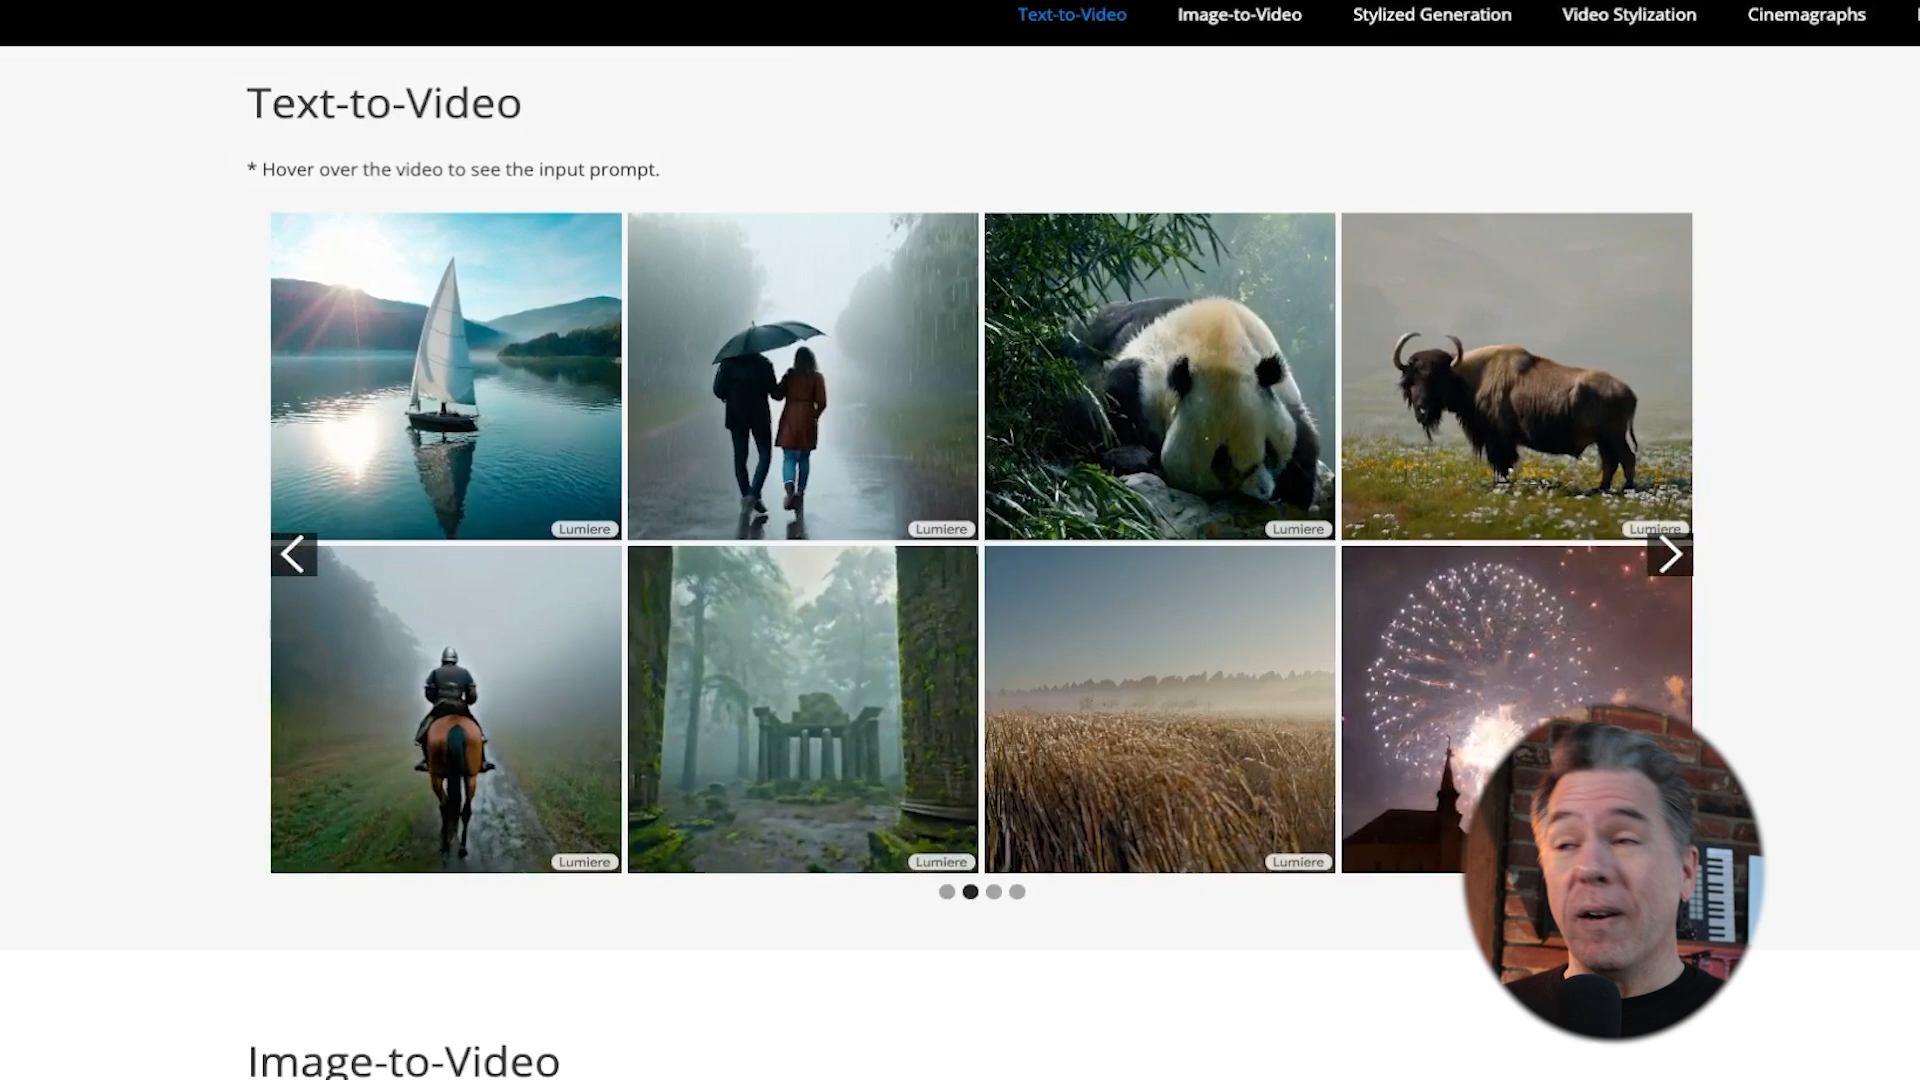 Text-to-Video
Image-to-Video
Stylized Generation
Video Stylization
Cinemagraphs
Text-to-Video
* Hover over the video to see the input prompt.
Lumiere
Lumiere
Lumiere
Lumiere
Lumiere
Lumiere
Lumiere
Image-to-Video